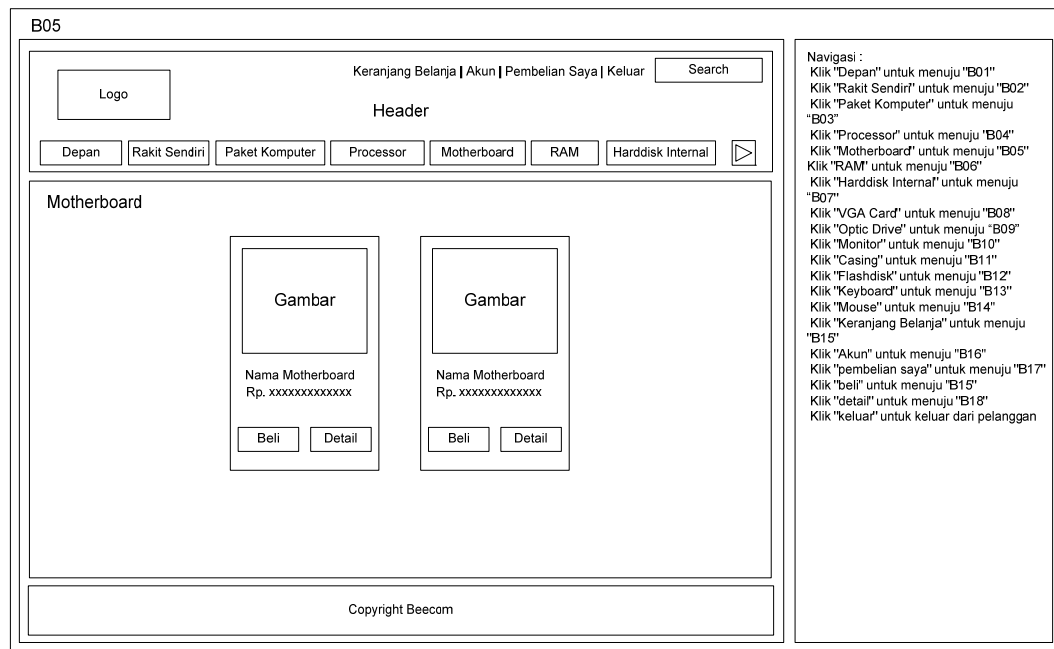 B05
Keranjang Belanja | Akun | Pembelian Saya | Keluar
Search
Logo
Header
Depan
Rakit Sendiri
Paket Komputer
Processor
Motherboard
RAM
Harddisk Internal
Motherboard
Gambar
Nama Motherboard
Rp. xxxxxxxxxxxxx
Beli
Detail
Gambar
Nama Motherboard
Rp. xxxxxxxxxxxxx
Beli
Detail
Copyright Beecom
Navigasi :
Klik "Depan" untuk menuju "B01"
Klik "Rakit Sendiri" untuk menuju "B02"
Klik "Paket Komputer" untuk menuju
“B03”
Klik "Processor" untuk menuju "B04"
Klik "Motherboard" untuk menuju "B05"
Klik "RAM" untuk menuju "B06"
Klik "Harddisk Internal" untuk menuju
“B07"
Klik "VGA Card" untuk menuju "B08"
Klik "Optic Drive" untuk menuju “B09”
Klik "Monitor" untuk menuju "B10"
Klik "Casing" untuk menuju "B11"
Klik "Flashdisk" untuk menuju "B12"
Klik "Keyboard" untuk menuju "B13"
Klik "Mouse" untuk menuju "B14"
Klik "Keranjang Belanja" untuk menuju
"B15"
Klik "Akun" untuk menuju "B16"
Klik "pembelian saya" untuk menuju "B17"
Klik "beli" untuk menuju "B15"
Klik "detail" untuk menuju "B18"
Klik "keluar" untuk keluar dari pelanggan